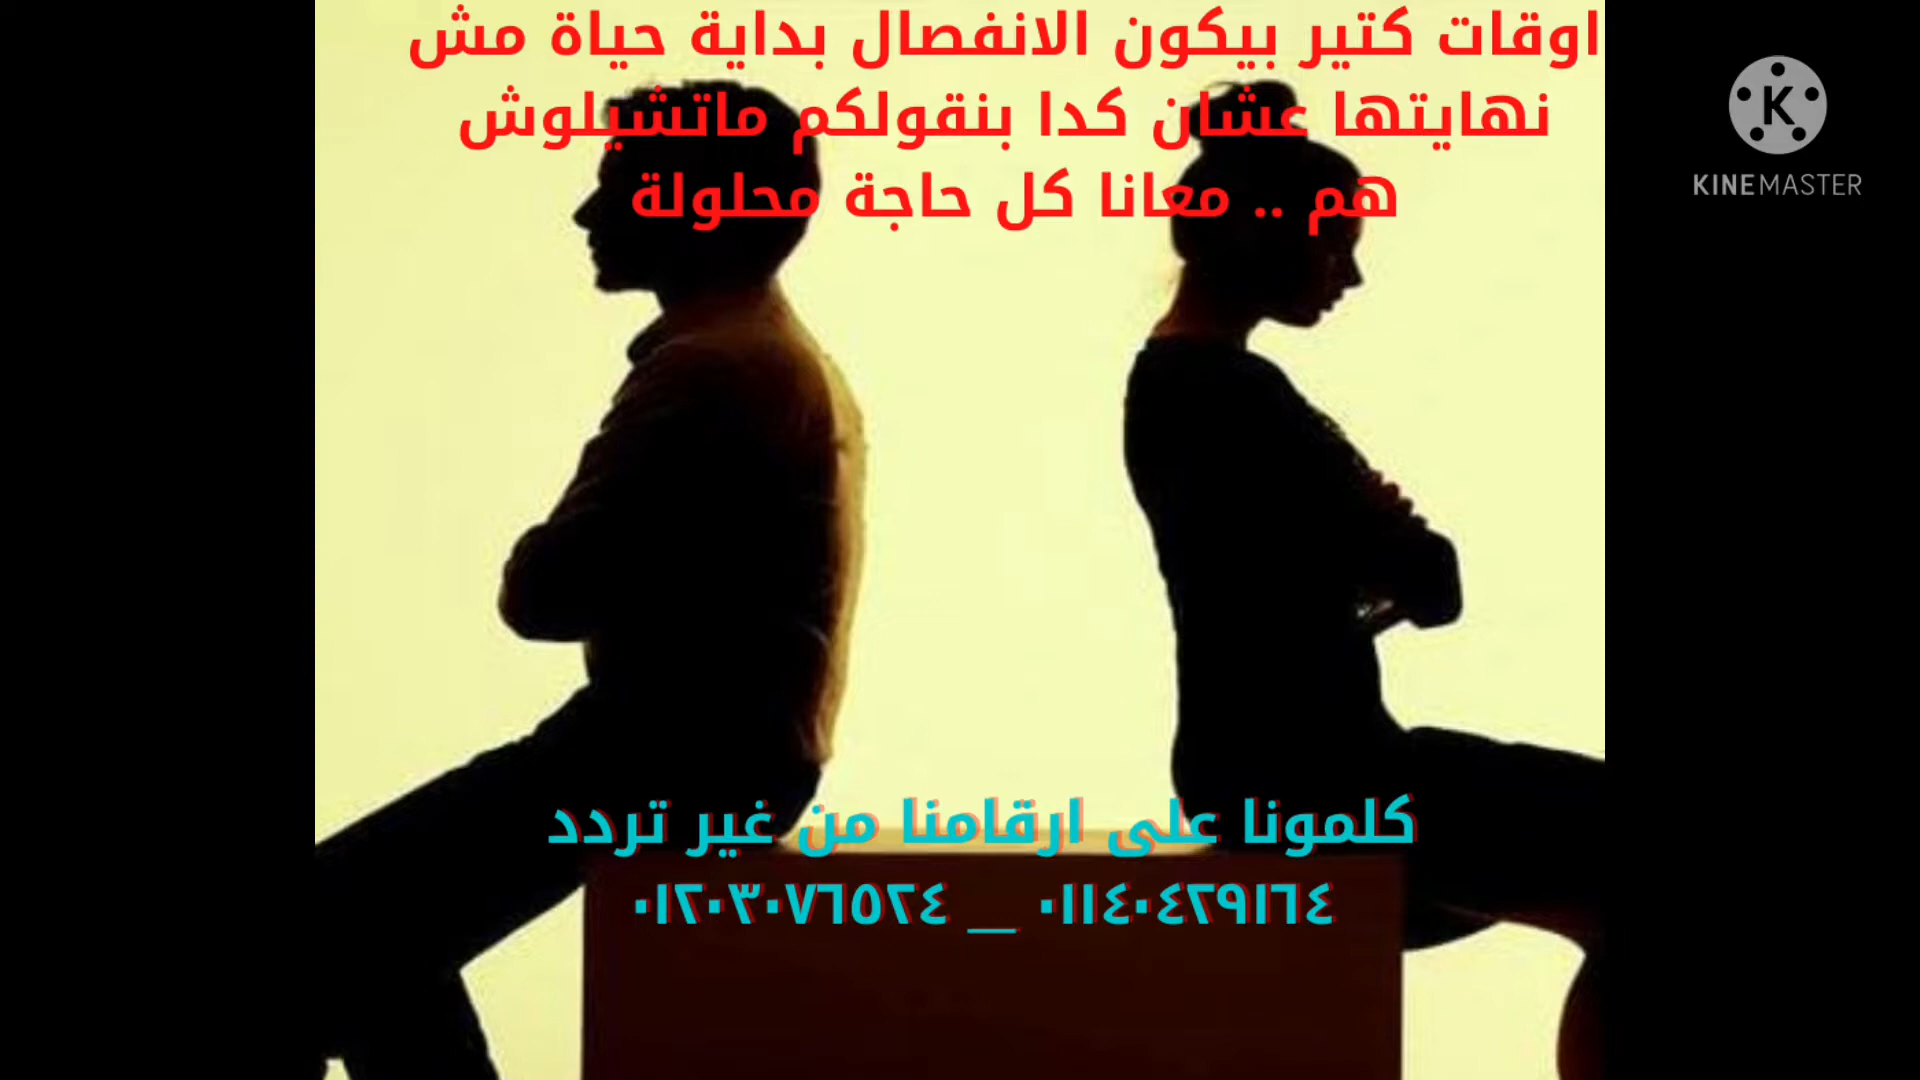 اوقات كتير بيكون الانفصال بداية حياة مش
نهايتها عشان كدا بنقولكم ماتشيلوش
هم .. معانا كل حاجة محلولة
K
KINEMASTER
كلمونا على ارقامنا من غير تردد
٠١١٤٠٤٢٩١٦٤ __ ٠١٢٠٣٠٧٦٥٢٤